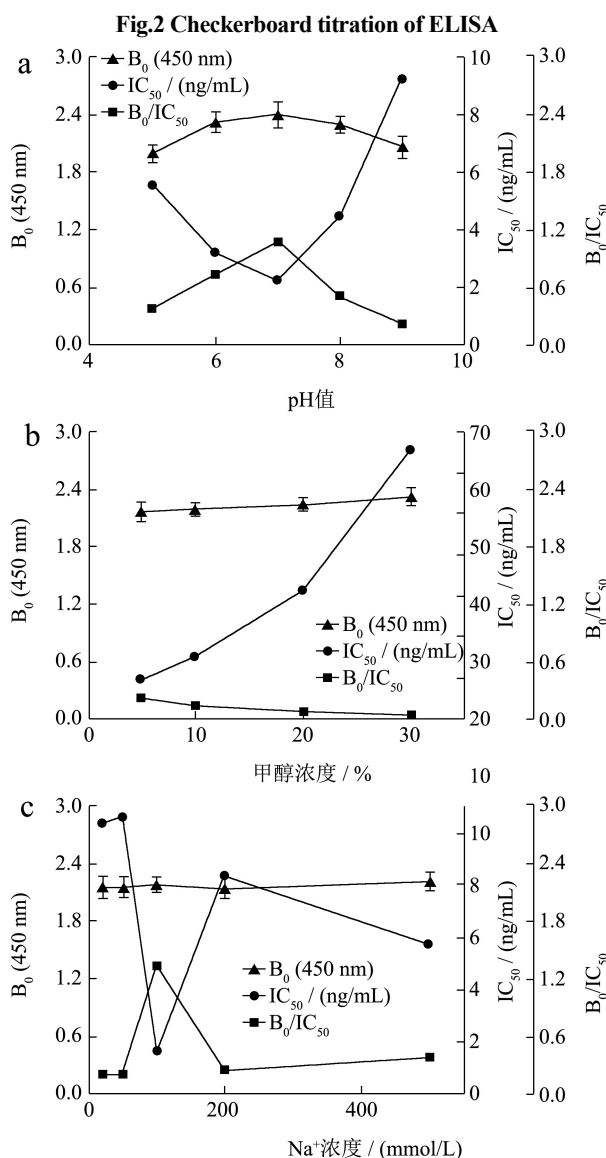 Fig.2 Checkerboard titration of ELISA
a
3.0
2.4
1.8
1.2
0.6
0.0
B₀ (450 nm)
B₀ (450 nm)
IC₅₀ / (ng/mL)
B₀/IC₅₀
10
8
6
4
2
0
IC₅₀ / (ng/mL)
3.0
2.4
1.8
1.2
0.6
0.0
B₀/IC₅₀
4 6 8 10
pH值
b
3.0
2.4
1.8
1.2
0.6
0.0
B₀ (450 nm)
B₀ (450 nm)
IC₅₀ / (ng/mL)
B₀/IC₅₀
70
60
50
40
30
20
IC₅₀ / (ng/mL)
3.0
2.4
1.8
1.2
0.6
0.0
B₀/IC₅₀
0 10 20 30
甲醇浓度 / %
c
3.0
2.4
1.8
1.2
0.6
0.0
B₀ (450 nm)
B₀ (450 nm)
IC₅₀ / (ng/mL)
B₀/IC₅₀
10
10
8
6
4
2
0
IC₅₀ / (ng/mL)
3.0
2.4
1.8
1.2
0.6
0.0
B₀/IC₅₀
0 200 400
Na⁺浓度 / (mmol/L)